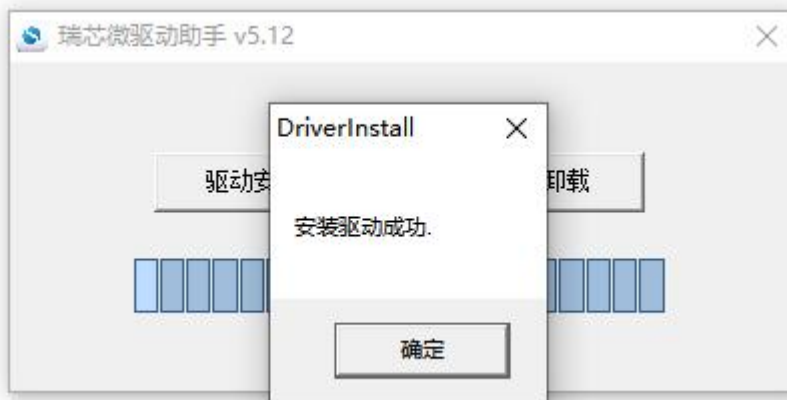 瑞芯微驱动助手 v5.12
DriverInstall
驱动安
卸载
安装驱动成功.
确定